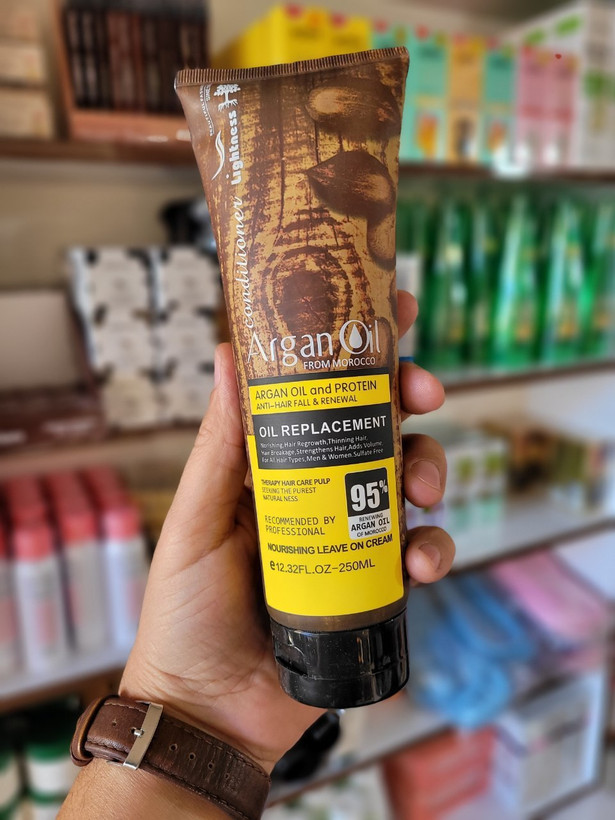 Lightness
conditioner
Argan Oil
FROM MOROCCO
ARGAN OIL and PROTEIN
ANTI-HAIR FALL & RENEWAL
OIL REPLACEMENT
Nourishing,Hair Regrowth,Thinning Hair,
Hair Breakage,Strengthens Hair,Adds Volume.
For All Hair Types,Men & Women.Sulfate Free
THERAPY HAIR CARE PULP
SEEKING THE PUREST
NATURAL NESS
95%
RENEWING
ARGAN OIL
OF MOROCCO
RECOMMENDED BY
PROFESSIONAL
NOURISHING LEAVE ON CREAM
e12.32FL.OZ-250ML